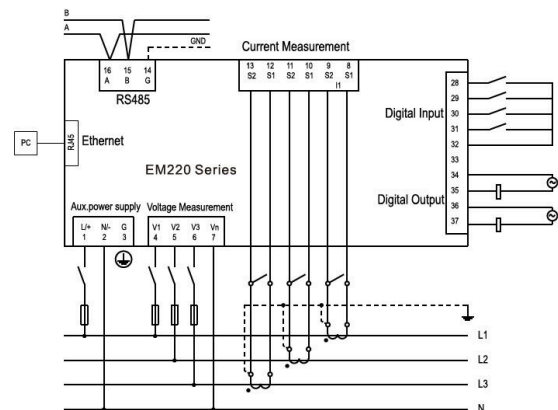 B
A
GND
Current Measurement
16 15 14
A B G
13 12 11 10 9 8
S2 S1 S2 S1 S2 S1
I1
RS485
28
29
30
31
32
33
34
35
36
37
Digital Input
PC
RJ45
Ethernet
EM220 Series
Digital Output
Aux.power supply
Voltage Measurement
L/+ N/- G
1 2 3
V1 V2 V3 Vn
4 5 6 7
L1
L2
L3
N